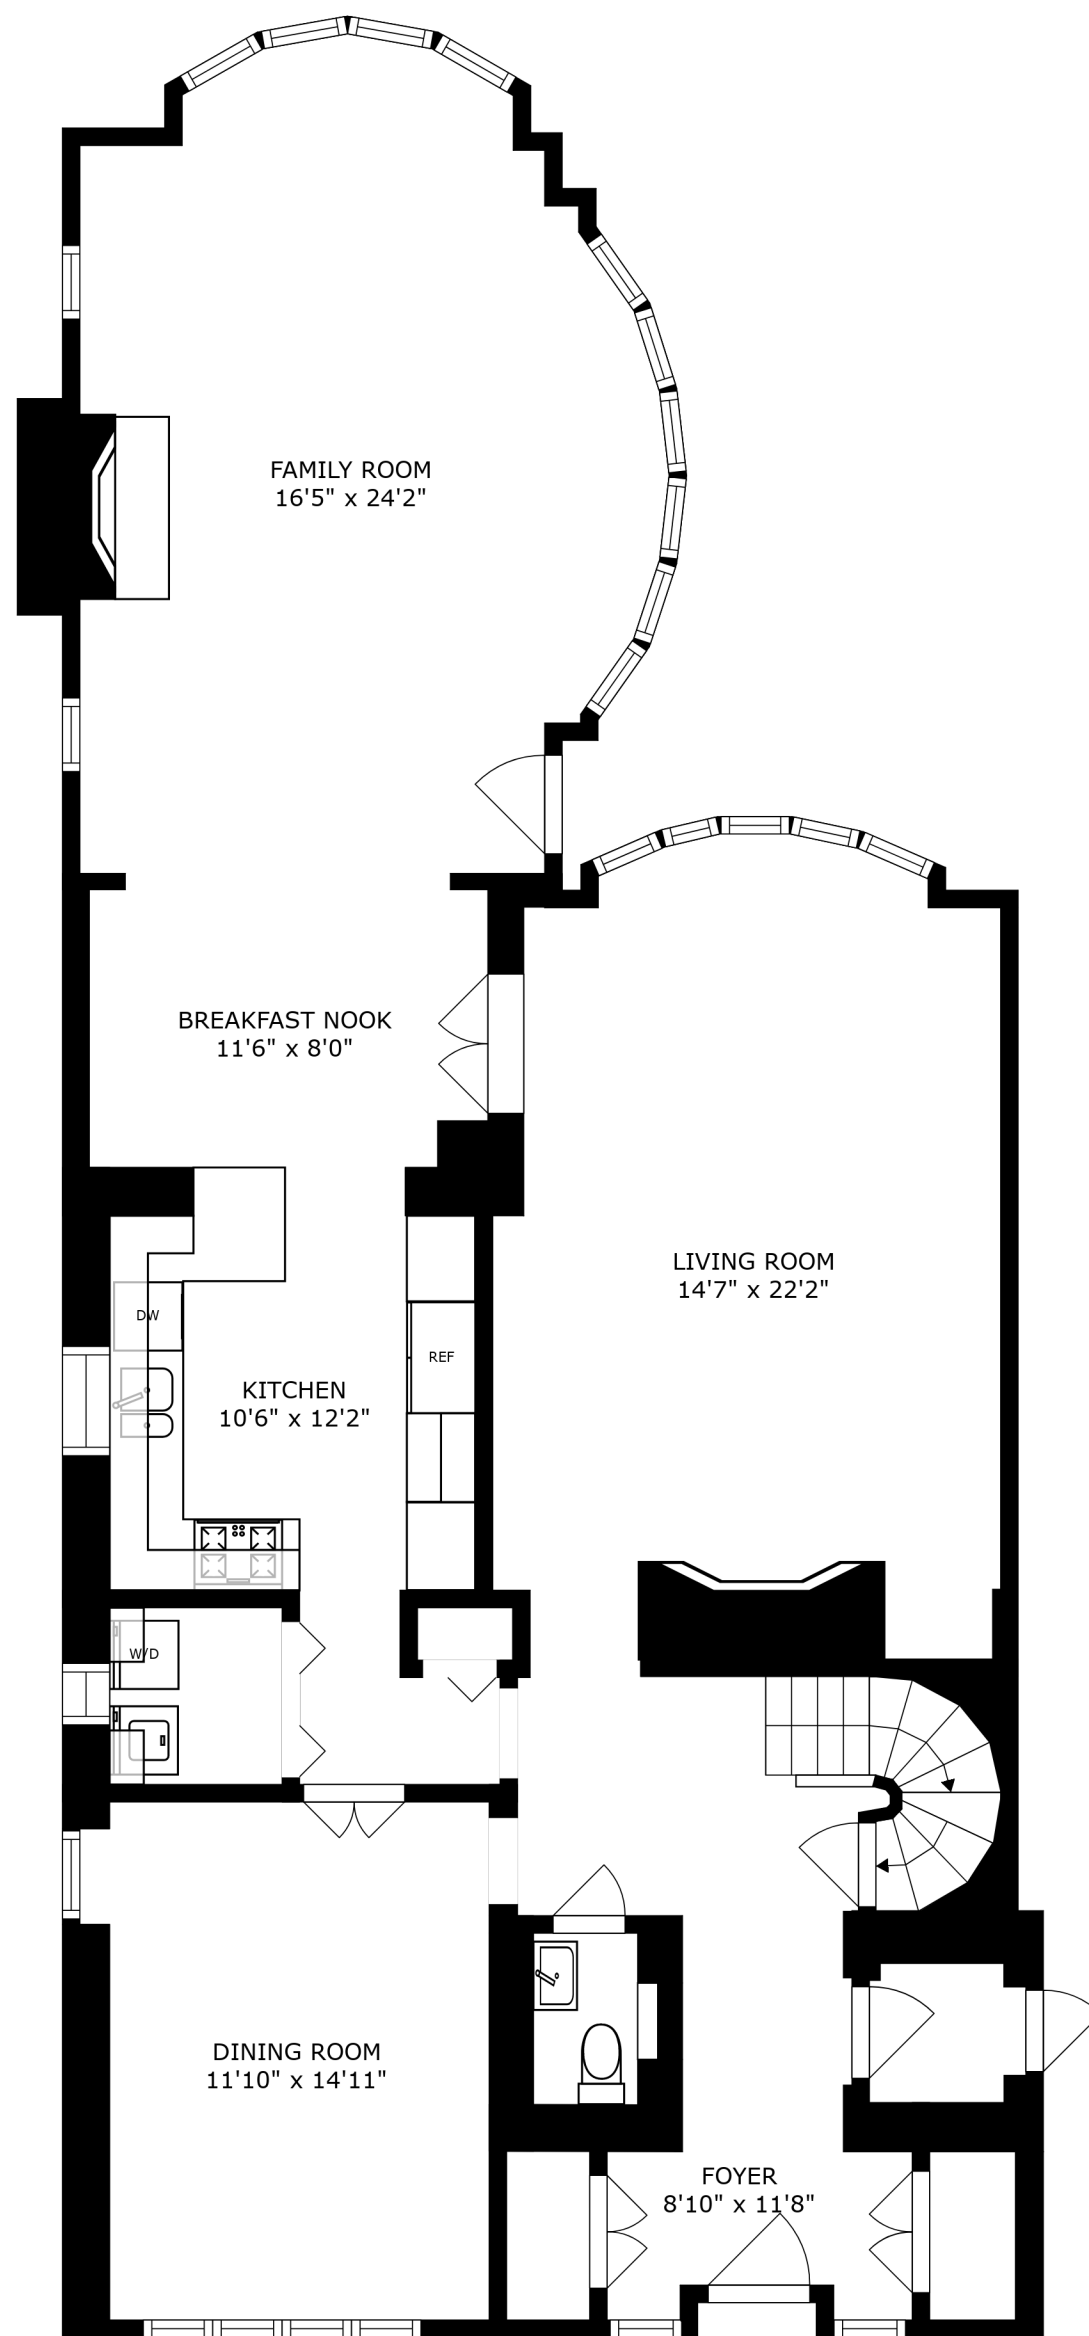 FAMILY ROOM
16'5" x 24'2"
BREAKFAST NOOK
11'6" x 8'0"
LIVING ROOM
14'7" x 22'2"
DW
REF
KITCHEN
10'6" x 12'2"
W/D
DINING ROOM
11'10" x 14'11"
FOYER
8'10" x 11'8"